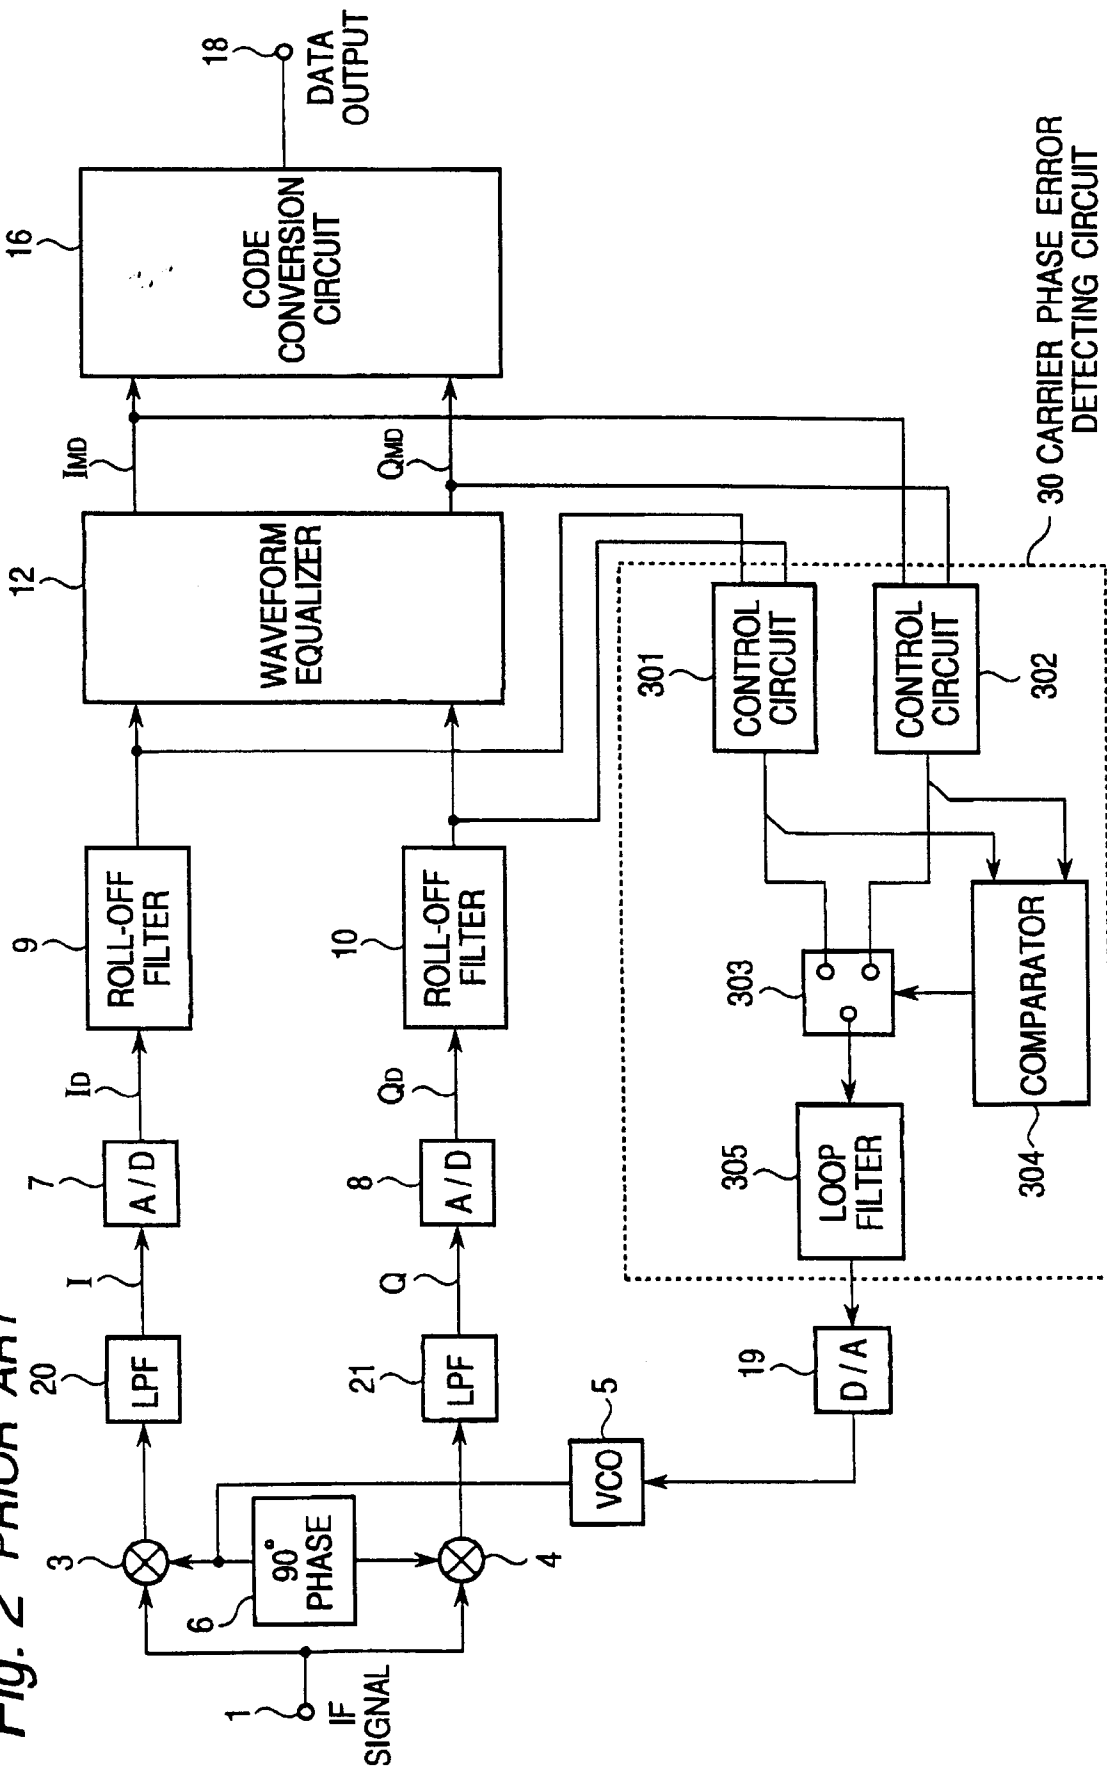 Fig. 2 PRIOR ART
1
IF
SIGNAL
3
4
6
90°
PHASE
5
VCO
20
LPF
21
LPF
I
Q
7
A/D
8
A/D
ID
QD
9
ROLL-OFF
FILTER
10
ROLL-OFF
FILTER
12
WAVEFORM
EQUALIZER
IMD
QMD
16
CODE
CONVERSION
CIRCUIT
18
DATA
OUTPUT
19
D/A
305
LOOP
FILTER
303
304
COMPARATOR
301
CONTROL
CIRCUIT
302
CONTROL
CIRCUIT
30 CARRIER PHASE ERROR
DETECTING CIRCUIT